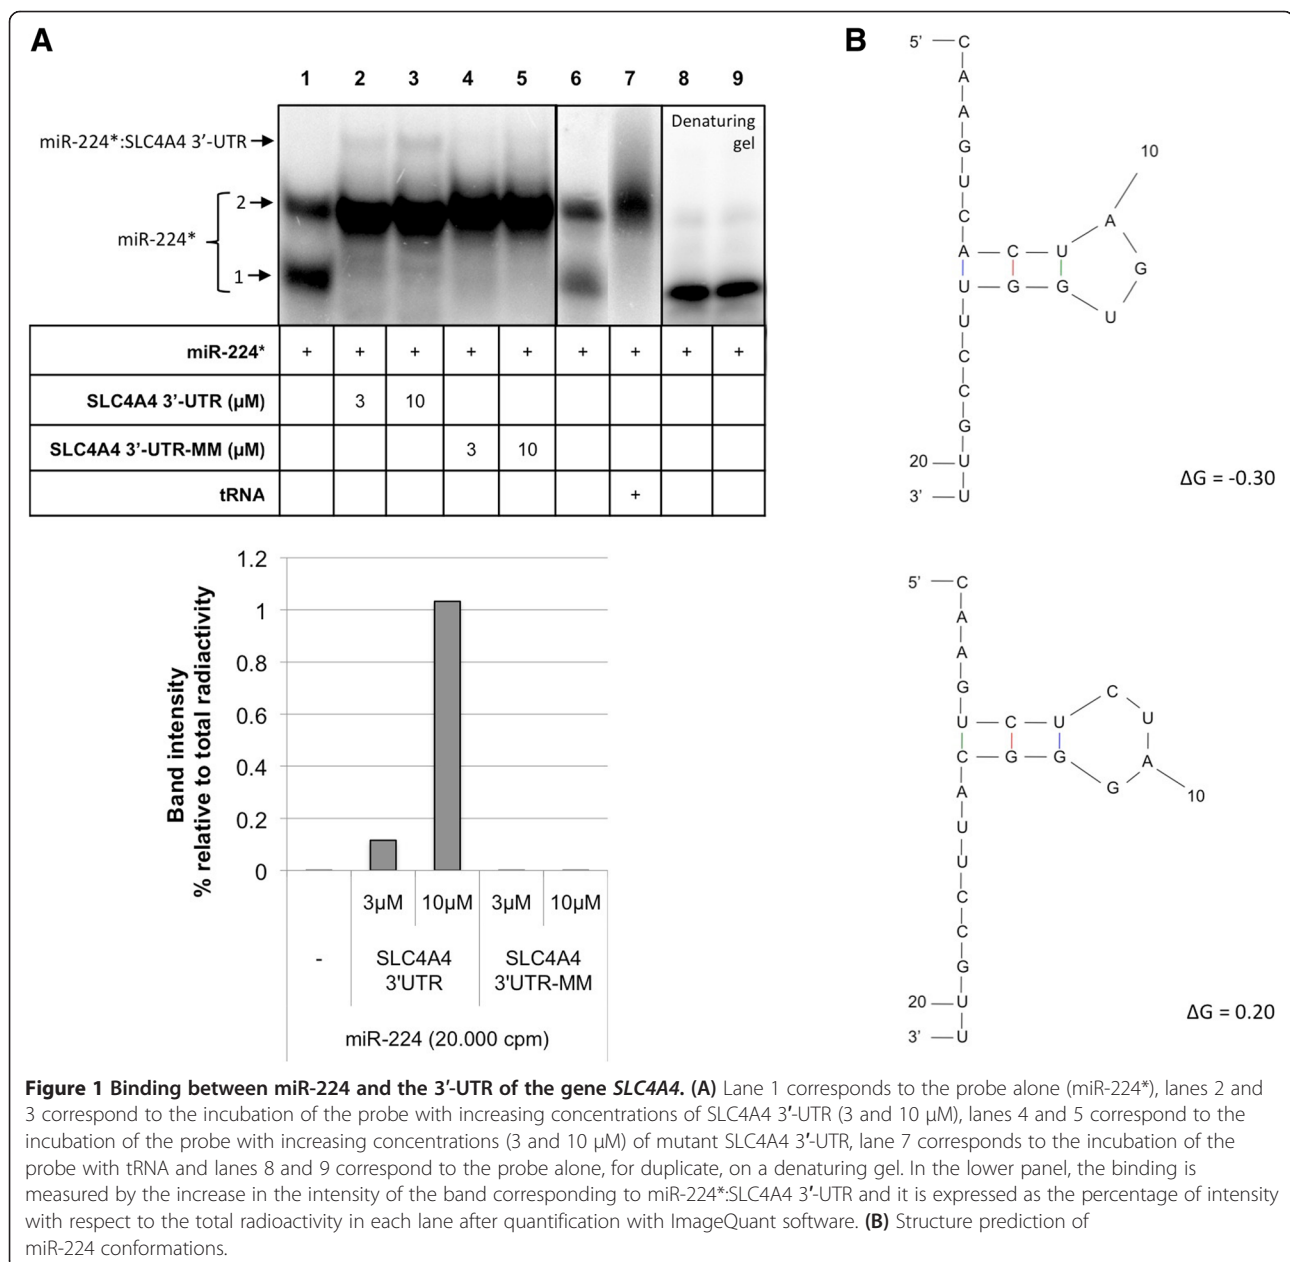 A
1 2 3 4 5 6 7 8 9
miR-224*:SLC4A4 3’-UTR
Denaturing
gel
2
miR-224*
1
miR-224* + + + + + + + + +
SLC4A4 3’-UTR (µM) 3 10
SLC4A4 3’-UTR-MM (µM) 3 10
tRNA +
Band intensity
% relative to total radiactivity
1.2
1
0.8
0.6
0.4
0.2
0
3µM 10µM 3µM 10µM
- SLC4A4 SLC4A4
3'UTR 3'UTR-MM
miR-224 (20.000 cpm)
B
5’ C
A
A
G
U
C
A C U A 10
G
U G G U
U
C
C
G
20 U
3’ U
ΔG = -0.30
5’ C
A
A
G
U C U C U
C G G G A 10
A
U
U
C
C
G
20 U
3’ U
ΔG = 0.20
Figure 1 Binding between miR-224 and the 3′-UTR of the gene SLC4A4. (A) Lane 1 corresponds to the probe alone (miR-224*), lanes 2 and
3 correspond to the incubation of the probe with increasing concentrations of SLC4A4 3′-UTR (3 and 10 μM), lanes 4 and 5 correspond to the
incubation of the probe with increasing concentrations (3 and 10 μM) of mutant SLC4A4 3′-UTR, lane 7 corresponds to the incubation of the
probe with tRNA and lanes 8 and 9 correspond to the probe alone, for duplicate, on a denaturing gel. In the lower panel, the binding is
measured by the increase in the intensity of the band corresponding to miR-224*:SLC4A4 3′-UTR and it is expressed as the percentage of intensity
with respect to the total radioactivity in each lane after quantification with ImageQuant software. (B) Structure prediction of
miR-224 conformations.